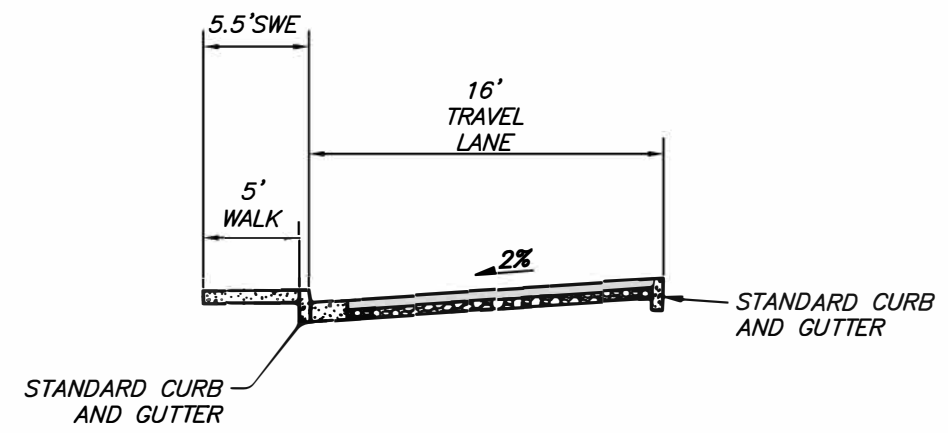 5.5'SWE
16'
TRAVEL
LANE
5'
WALK
2%
STANDARD CURB
AND GUTTER
STANDARD CURB
AND GUTTER